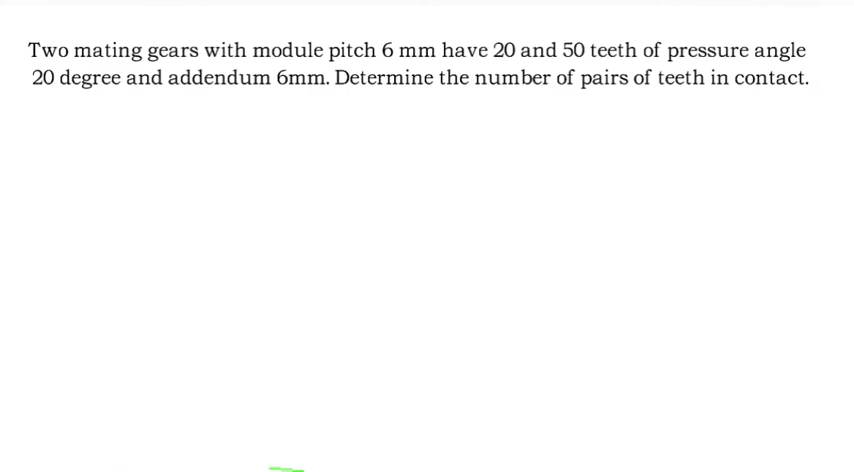 Two mating gears with module pitch 6 mm have 20 and 50 teeth of pressure angle
20 degree and addendum 6mm. Determine the number of pairs of teeth in contact.